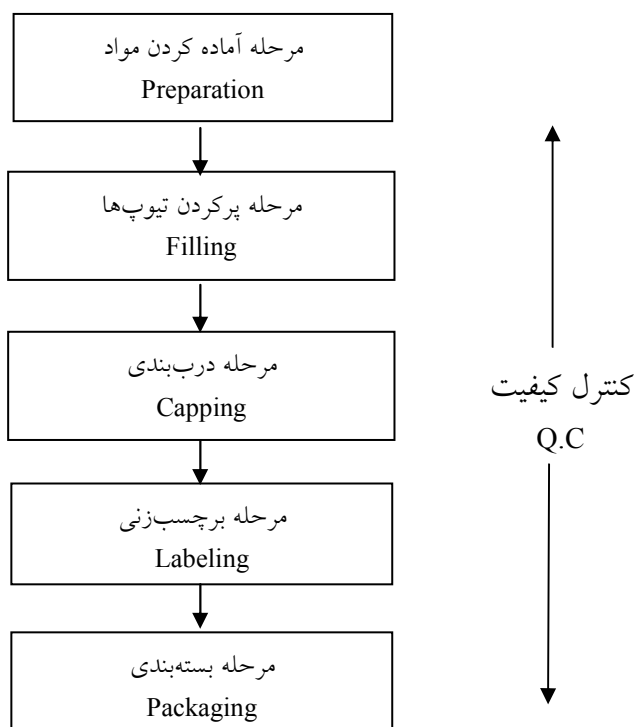 مرحله آماده کردن مواد
Preparation
مرحله پرکردن تیوپ‌ها
Filling
مرحله درب‌بندی
Capping
مرحله برچسب‌زنی
Labeling
مرحله بسته‌بندی
Packaging
کنترل کیفیت
Q.C